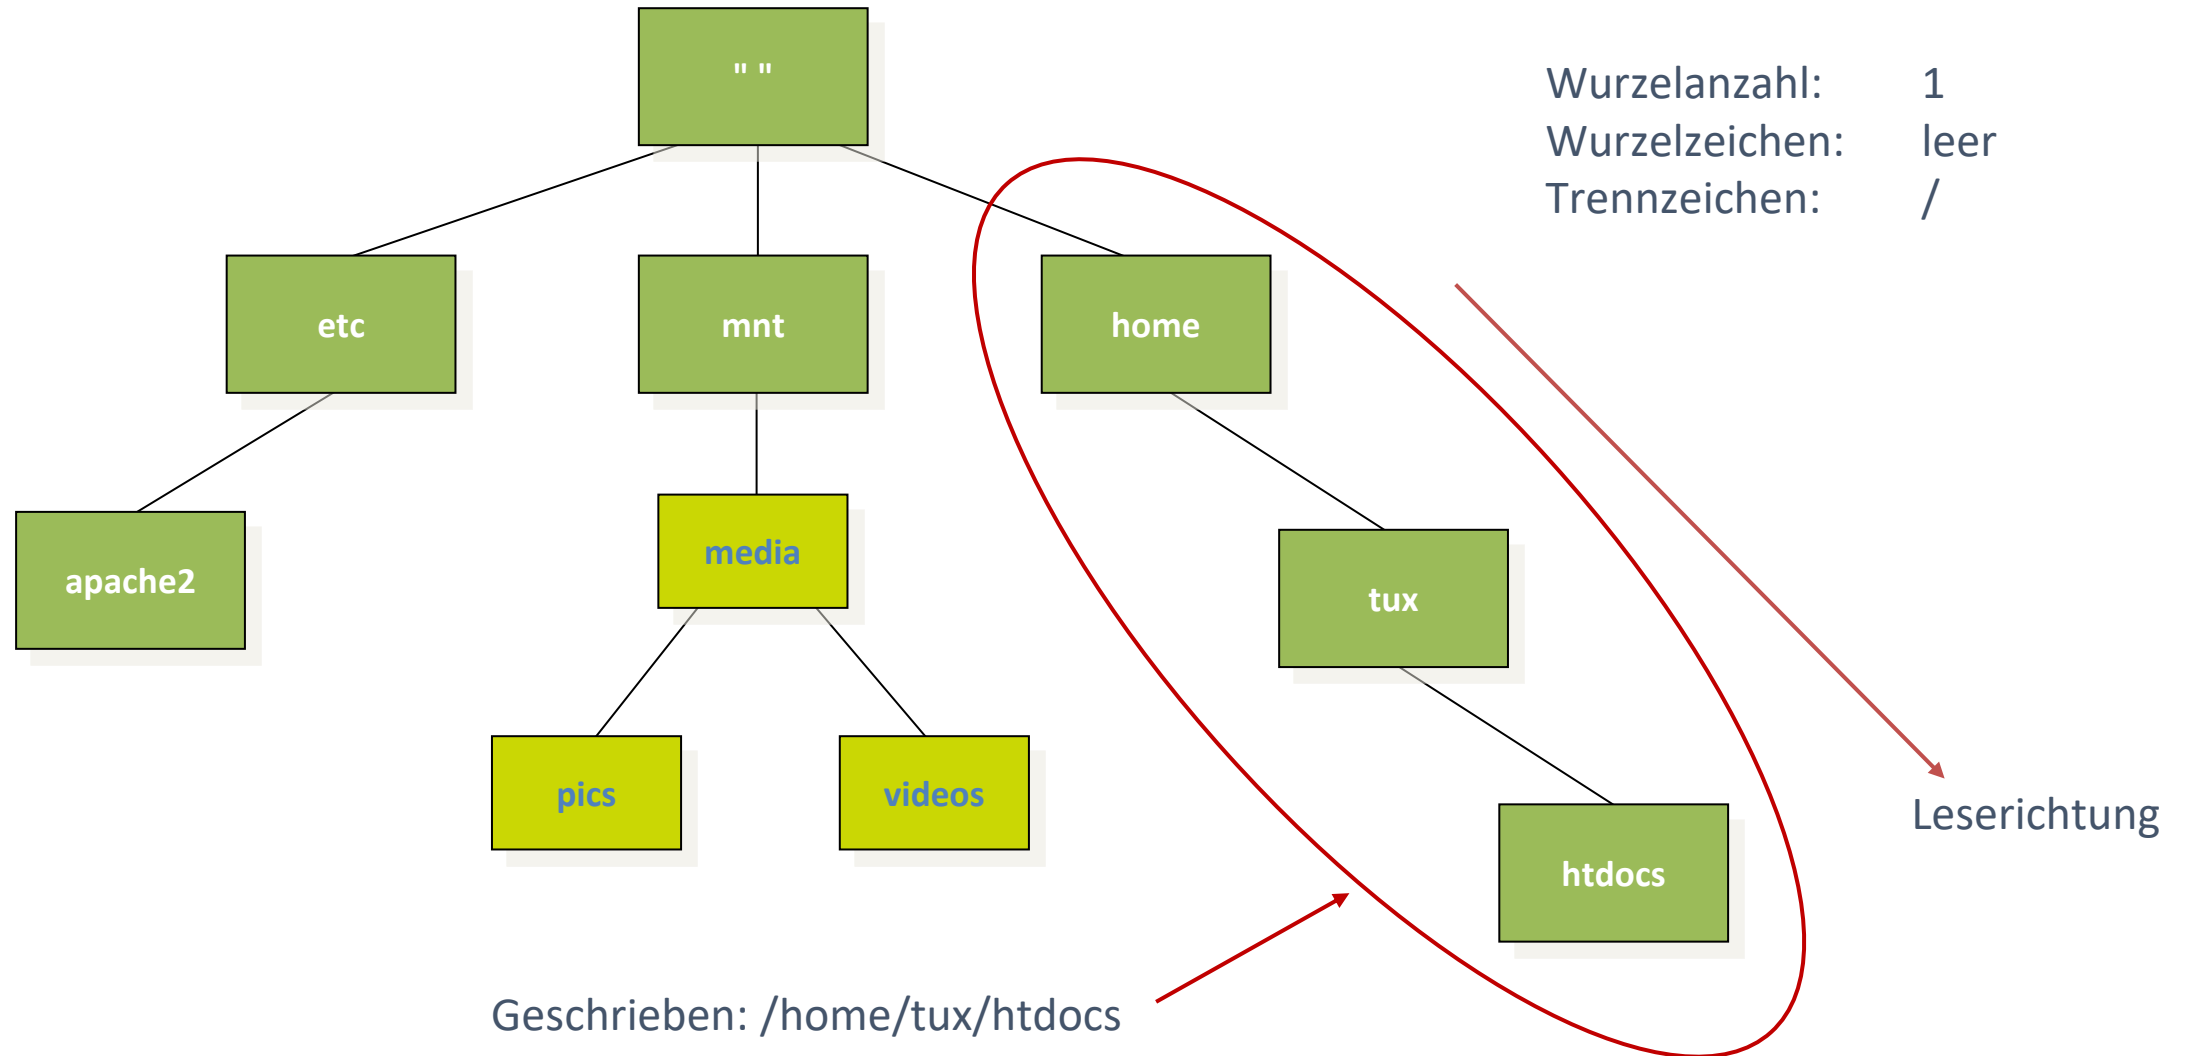 " "
Wurzelanzahl: 1
Wurzelzeichen: leer
Trennzeichen: /
etc
mnt
home
media
apache2
tux
pics
videos
Leserichtung
htdocs
Geschrieben: /home/tux/htdocs